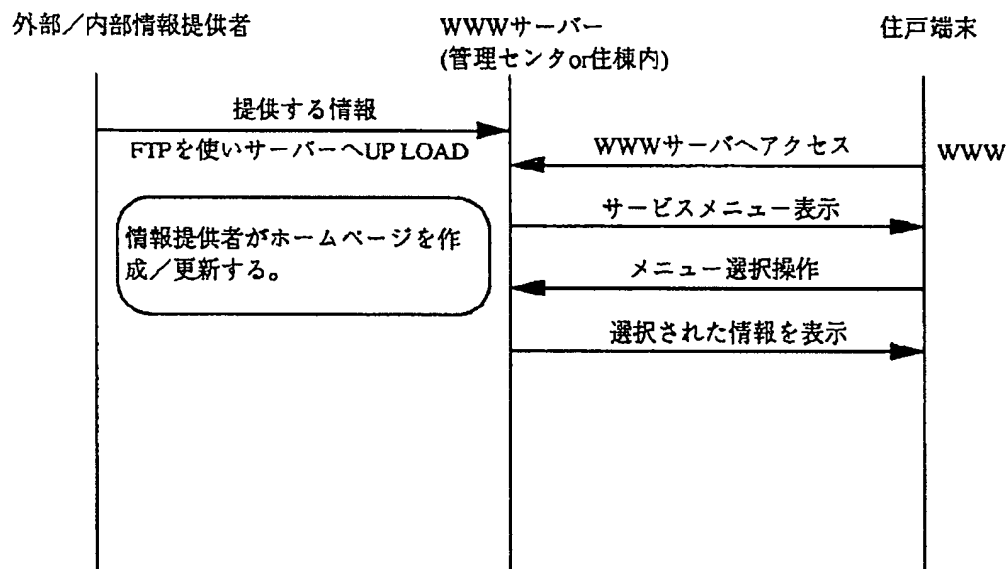 外部／内部情報提供者
WWWサーバー
(管理センタor住棟内)
住戸端末
提供する情報
FTPを使いサーバーへUP LOAD
WWWサーバへアクセス
WWW
サービスメニュー表示
情報提供者がホームページを作
成／更新する。
メニュー選択操作
選択された情報を表示